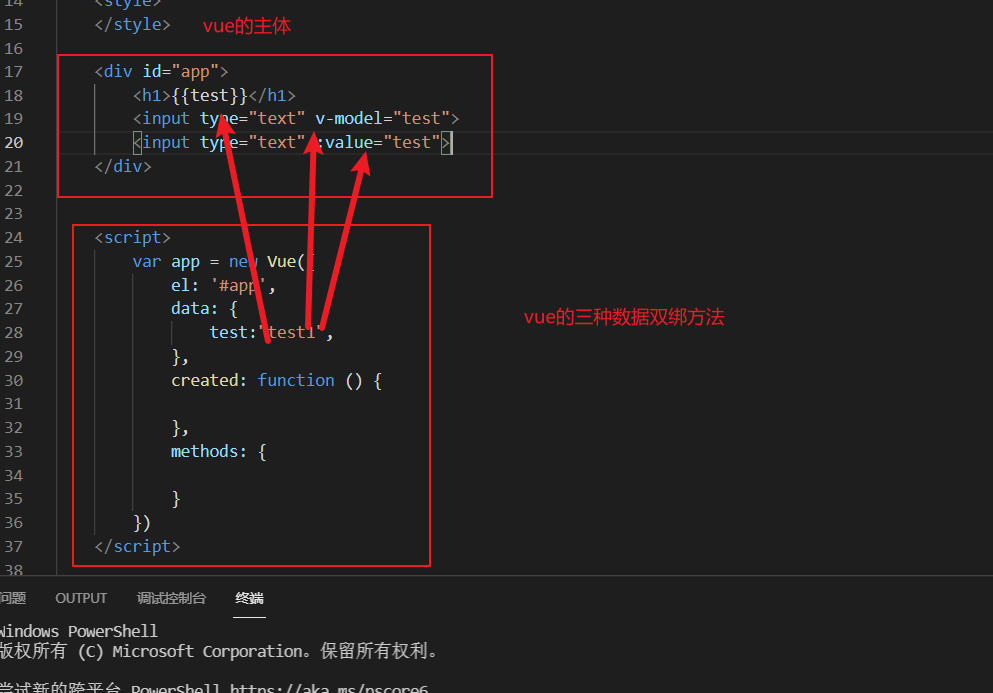 14 <style>
15 </style> vue的主体
16
17 <div id="app">
18 <h1>{{test}}</h1>
19 <input type="text" v-model="test">
20 <input type="text" :value="test">
21 </div>
22
23
24 <script>
25 var app = new Vue({
26 el: '#app',
27 data: {
vue的三种数据双绑方法
28 test:'test1',
29 },
30 created: function () {
31
32 },
33 methods: {
34
35 }
36 })
37 </script>
38
问题 OUTPUT 调试控制台 终端
Windows PowerShell
版权所有 (C) Microsoft Corporation。保留所有权利。
尝试新的跨平台 PowerShell https://aka.ms/pscore6